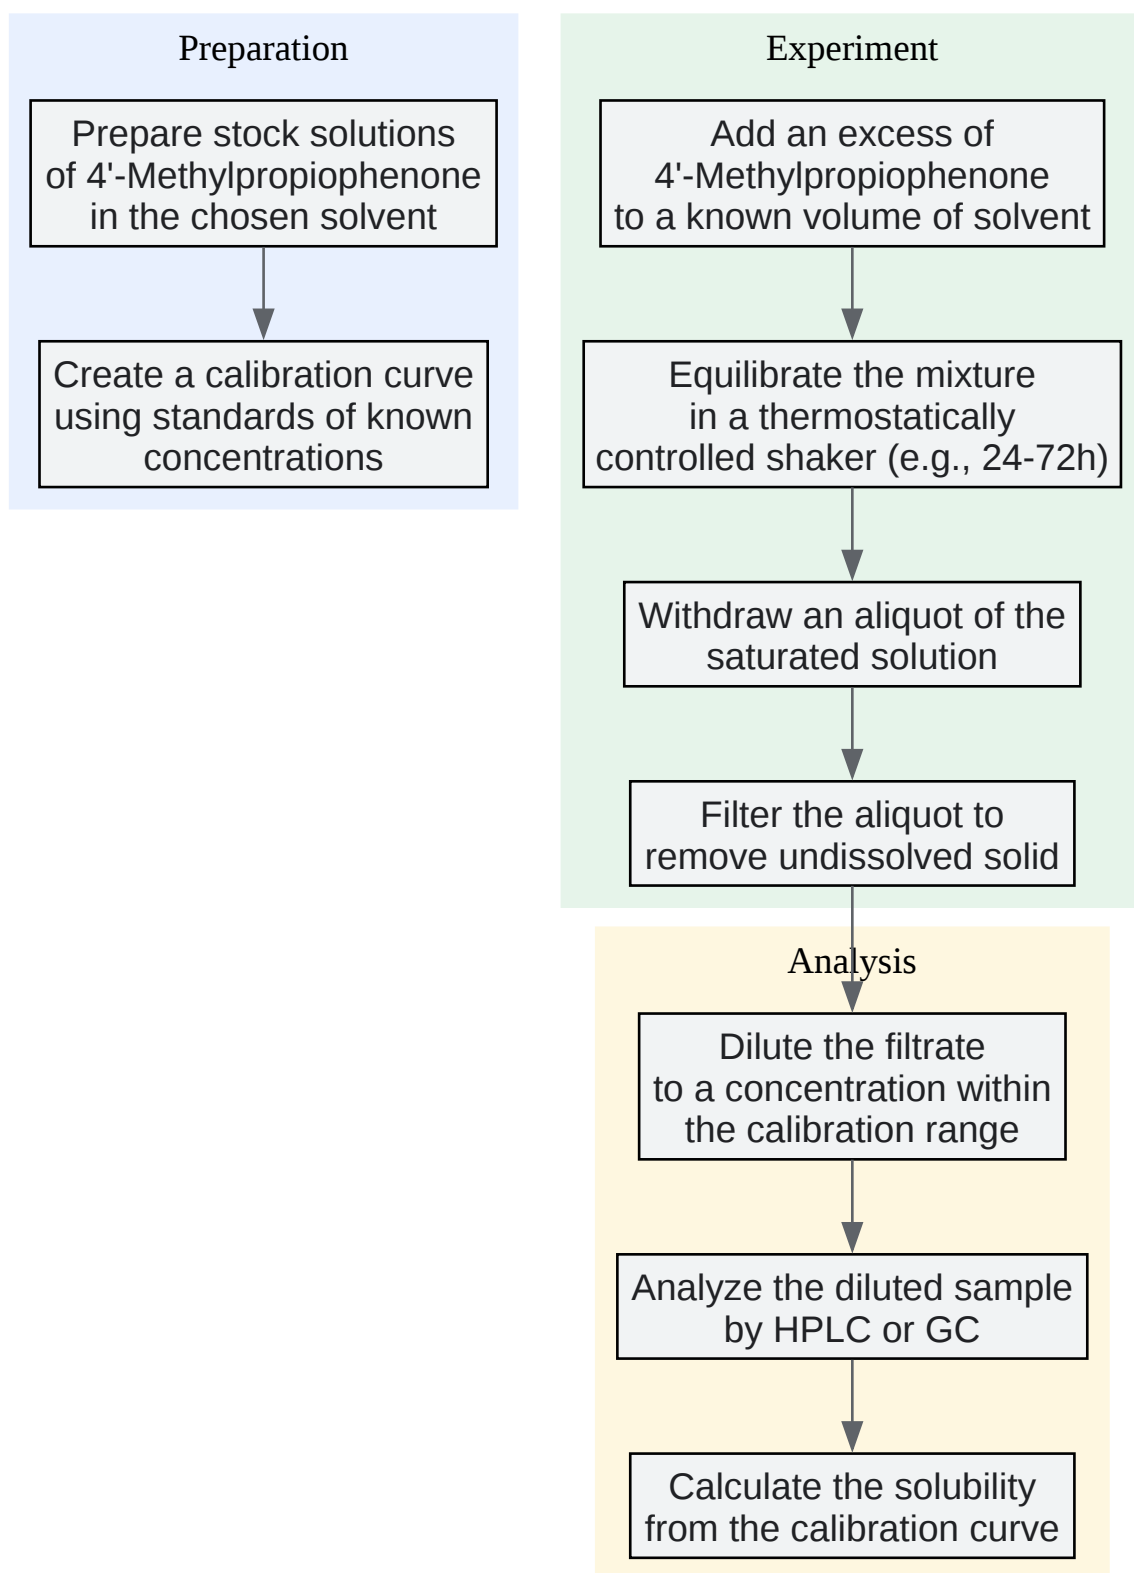 Preparation
Prepare stock solutions
of 4'-Methylpropiophenone
in the chosen solvent
Create a calibration curve
using standards of known
concentrations
Experiment
Add an excess of
4'-Methylpropiophenone
to a known volume of solvent
Equilibrate the mixture
in a thermostatically
controlled shaker (e.g., 24-72h)
Withdraw an aliquot of the
saturated solution
Filter the aliquot to
remove undissolved solid
Analysis
Dilute the filtrate
to a concentration within
the calibration range
Analyze the diluted sample
by HPLC or GC
Calculate the solubility
from the calibration curve